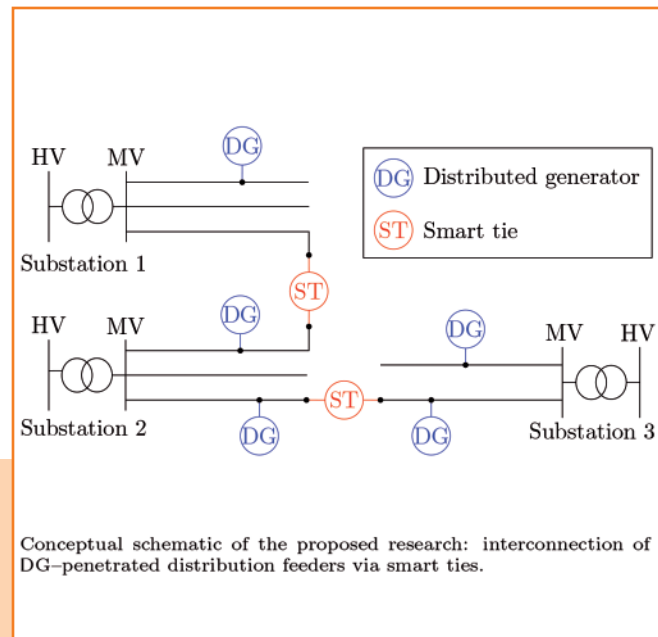 DG
HV MV
DG Distributed generator
ST Smart tie
Substation 1
ST
HV MV
DG
DG
MV HV
ST
Substation 2
DG
DG
Substation 3
Conceptual schematic of the proposed research: interconnection of
DG–penetrated distribution feeders via smart ties.